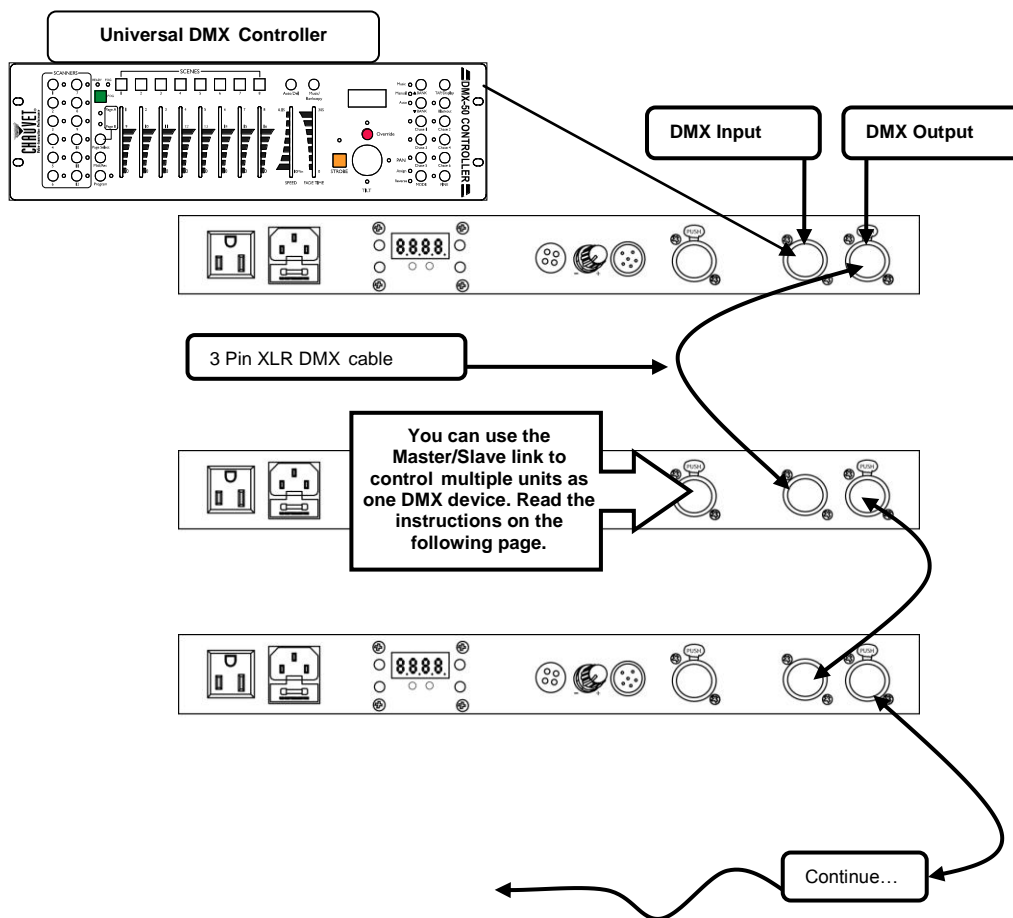 Universal DMX Controller
SCANNERS
SCENES
CHAUVET
DMX-50 CONTROLLER
Override
STROBE
PAN
TILT
SPEED
FADE TIME
MODE
Program
DMX Input
DMX Output
PUSH
PUSH
8.8.8.8.
3 Pin XLR DMX cable
You can use the
Master/Slave link to
control multiple units as
one DMX device. Read the
instructions on the
following page.
PUSH
PUSH
PUSH
PUSH
8.8.8.8.
Continue…